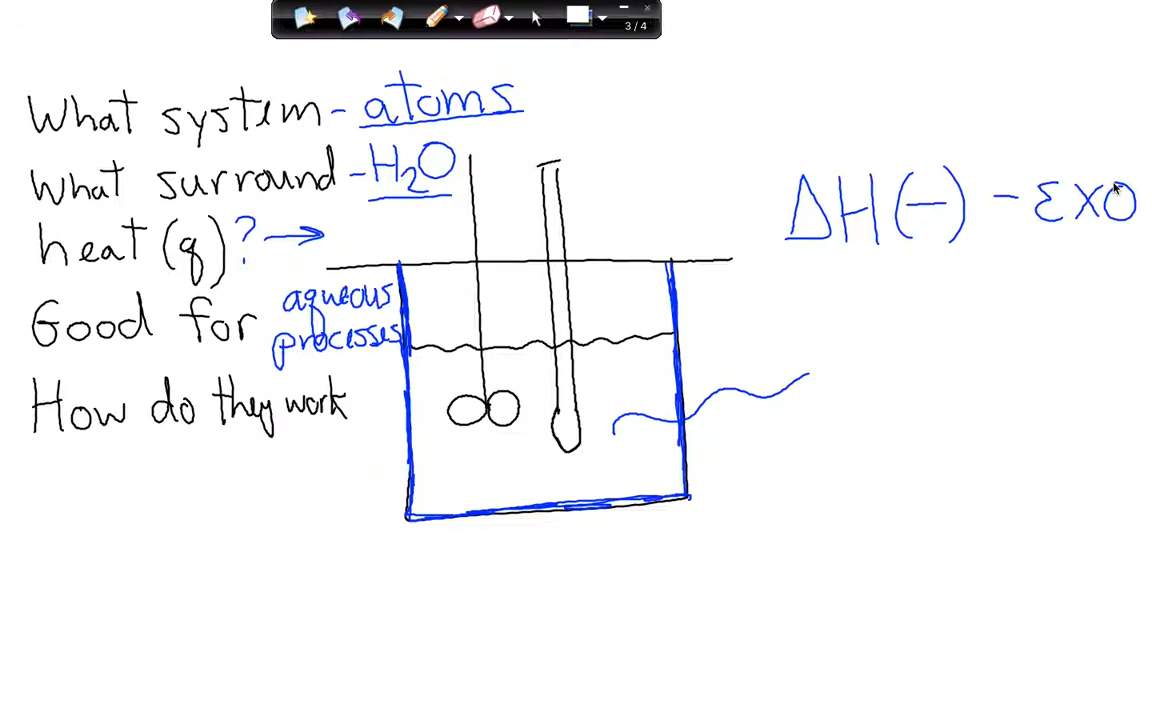 3 / 4
What system - atoms
What surround - H₂O
heat (q) ? →
Good for aqueous processes
How do they work
ΔH (-) - EXO